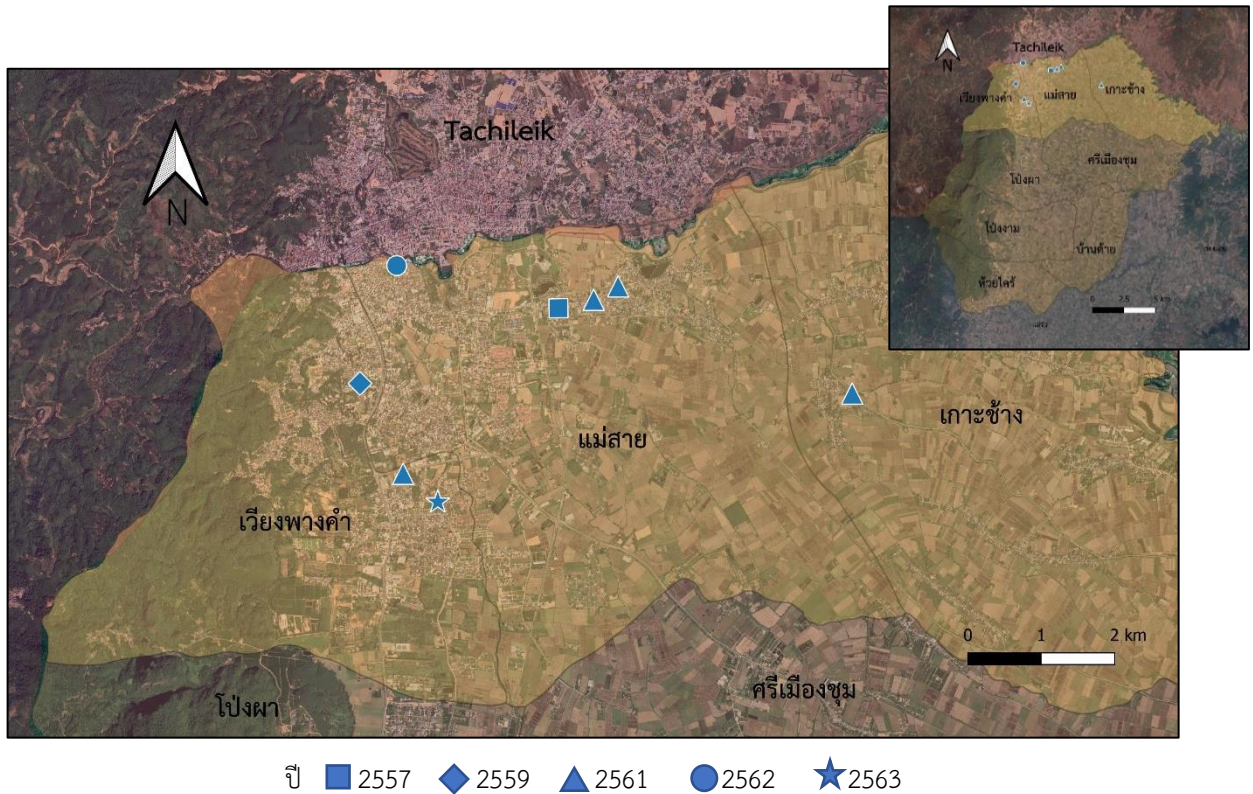 Tachileik
N
เวียงพางคำ
แม่สาย
เกาะช้าง
ศรีเมืองชุม
โป่งผา
โป่งงาม
บ้านด้าย
ห้วยไคร้
0 2.5 5 km
Tachileik
N
แม่สาย
เกาะช้าง
เวียงพางคำ
0 1 2 km
ศรีเมืองชุม
โป่งผา
ปี 2557 2559 2561 2562 2563